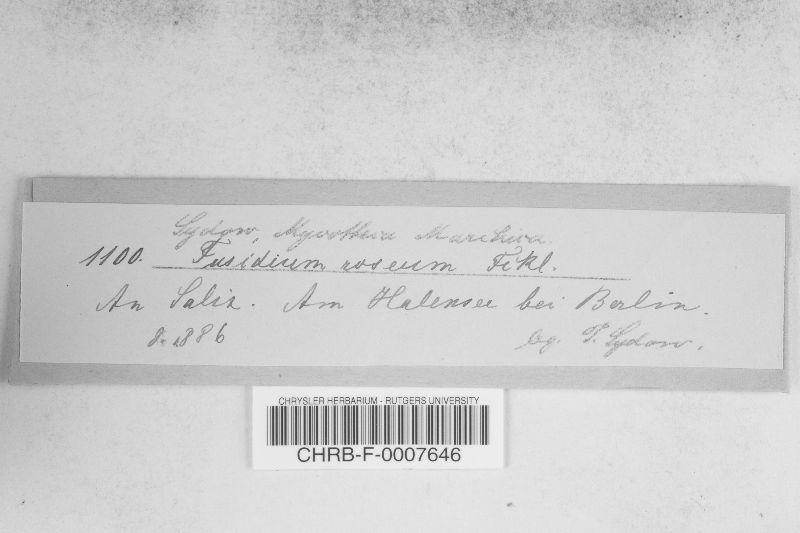 Sydow, Mycotheca Marchica.
1100. Fusidium roseum Fckl.
An Salix. Am Halensee bei Berlin.
8. 1886 leg. P. Sydow.
CHRYSLER HERBARIUM - RUTGERS UNIVERSITY
CHRB-F-0007646